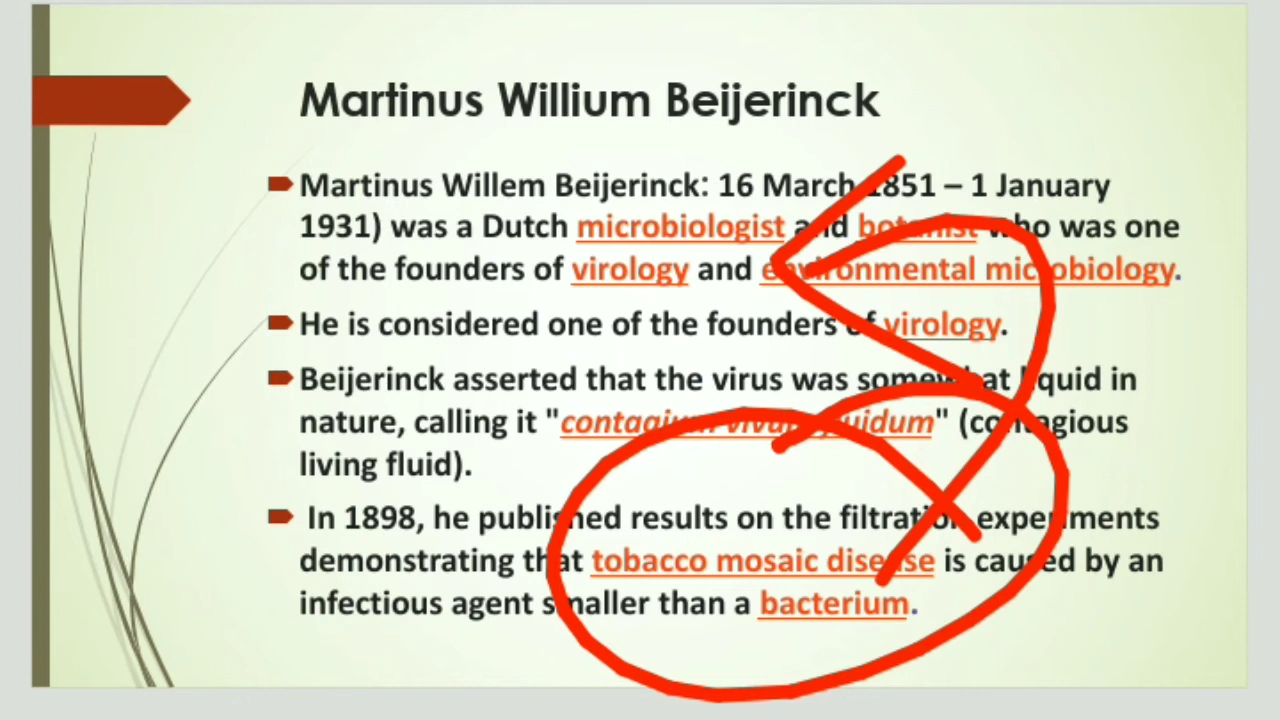 Martinus Willium Beijerinck
Martinus Willem Beijerinck: 16 March 1851 – 1 January
1931) was a Dutch microbiologist and botanist who was one
of the founders of virology and environmental microbiology.
He is considered one of the founders of virology.
Beijerinck asserted that the virus was somewhat liquid in
nature, calling it "contagium vivum fluidum" (contagious
living fluid).
In 1898, he published results on the filtration experiments
demonstrating that tobacco mosaic disease is caused by an
infectious agent smaller than a bacterium.